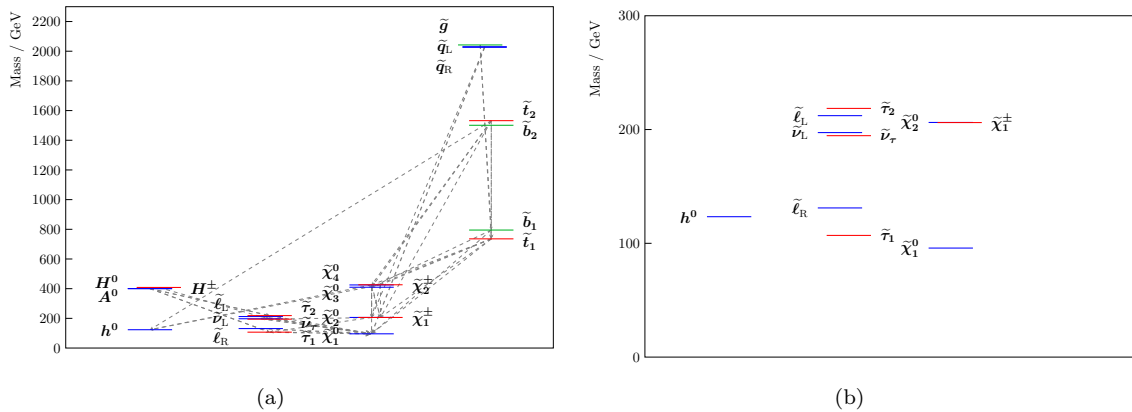 Mass / GeV
2200
2000
1800
1600
1400
1200
1000
800
600
400
200
0
g̃
q̃L
q̃R
t̃2
b̃2
b̃1
t̃1
H0
A0
H±
h0
ℓ̃L
ν̃L
ℓ̃R
τ̃2
ν̃τ
τ̃1
χ̃04
χ̃03
χ̃02
χ̃01
χ̃±2
χ̃±1
(a)
Mass / GeV
300
200
100
0
h0
ℓ̃L
ν̃L
ℓ̃R
τ̃2
ν̃τ
τ̃1
χ̃02
χ̃01
χ̃±1
(b)